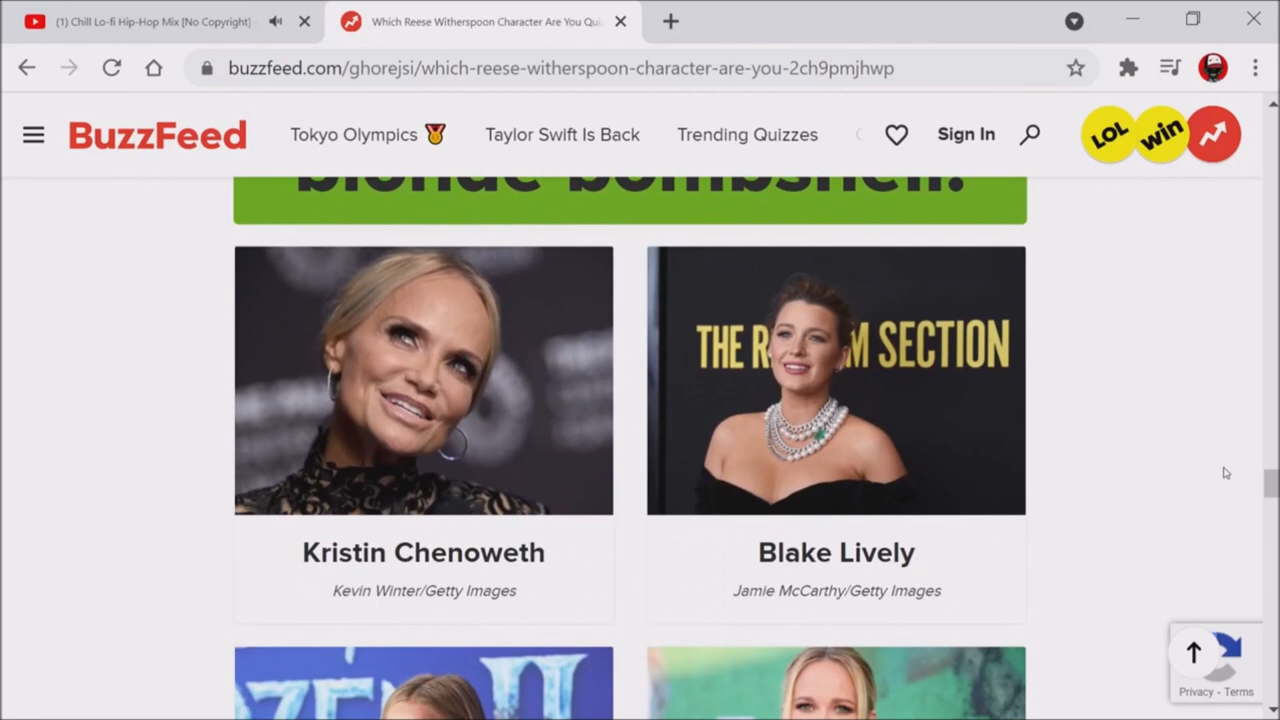 (1) Chill Lo-fi Hip-Hop Mix [No Copyright] -
Which Reese Witherspoon Character Are You Qui
buzzfeed.com/ghorejsi/which-reese-witherspoon-character-are-you-2ch9pmjhwp
BuzzFeed
Tokyo Olympics
Taylor Swift Is Back
Trending Quizzes
Sign In
LOL
win
blonde bombshell:
THE R M SECTION
Kristin Chenoweth
Blake Lively
Kevin Winter/Getty Images
Jamie McCarthy/Getty Images
Privacy - Terms